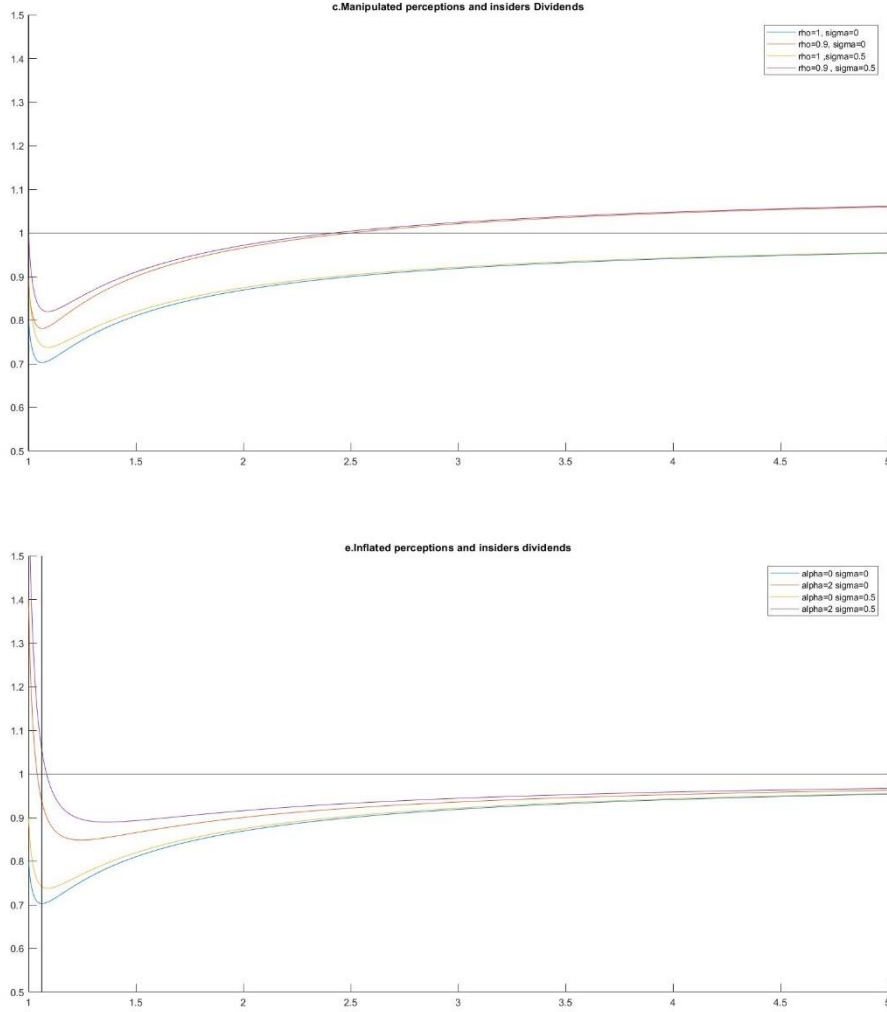 c.Manipulated perceptions and insiders Dividends
1.5
1.4
1.3
1.2
1.1
1
0.9
0.8
0.7
0.6
0.5
1 1.5 2 2.5 3 3.5 4 4.5 5
rho=1, sigma=0
rho=0.9, sigma=0
rho=1 ,sigma=0.5
rho=0.9 , sigma=0.5
e.Inflated perceptions and insiders dividends
1.5
1.4
1.3
1.2
1.1
1
0.9
0.8
0.7
0.6
0.5
1 1.5 2 2.5 3 3.5 4 4.5 5
alpha=0 sigma=0
alpha=2 sigma=0
alpha=0 sigma=0.5
alpha=2 sigma=0.5